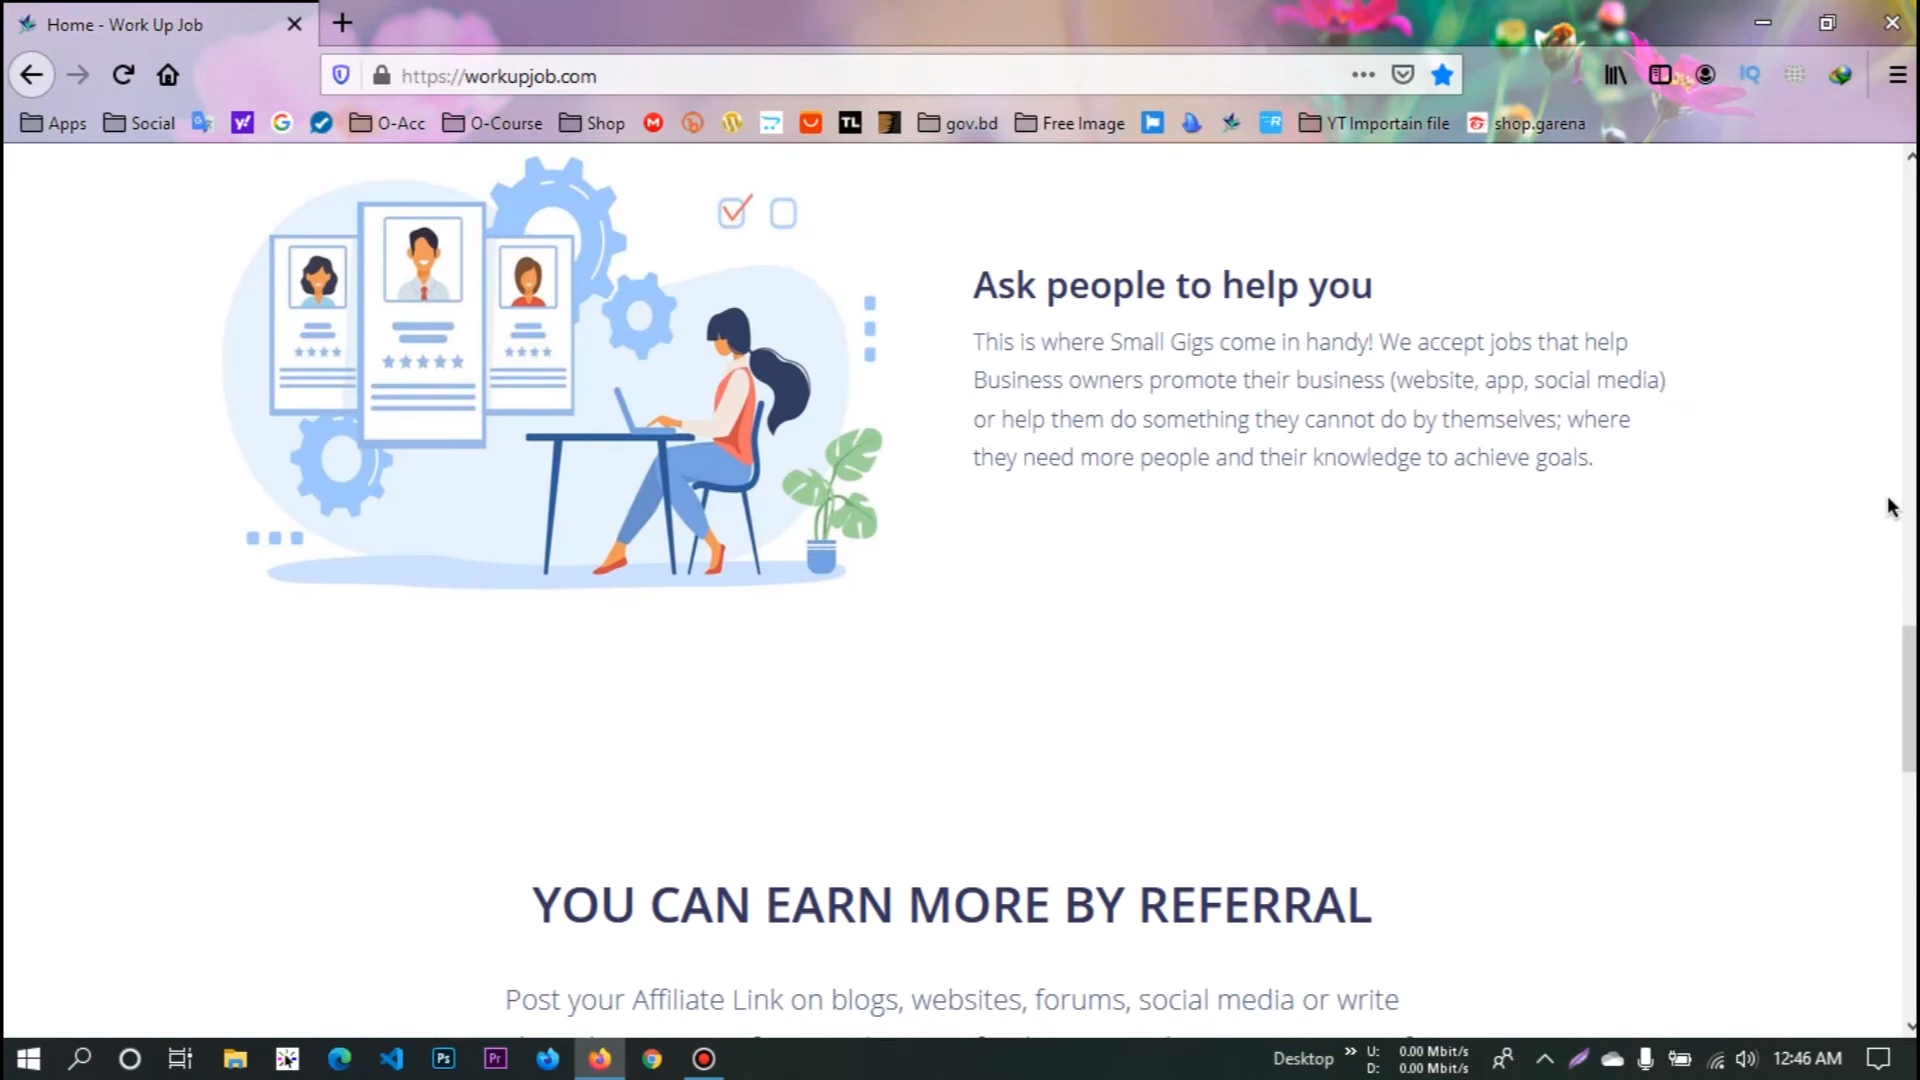 Home - Work Up Job
https://workupjob.com
Apps
Social
O-Acc
O-Course
Shop
TL
gov.bd
Free Image
YT Importain file
shop.garena
IQ
Ask people to help you
This is where Small Gigs come in handy! We accept jobs that help
Business owners promote their business (website, app, social media)
or help them do something they cannot do by themselves; where
they need more people and their knowledge to achieve goals.
YOU CAN EARN MORE BY REFERRAL
Post your Affiliate Link on blogs, websites, forums, social media or write
Ps
Pr
Desktop
U: 0.00 Mbit/s
D: 0.00 Mbit/s
12:46 AM